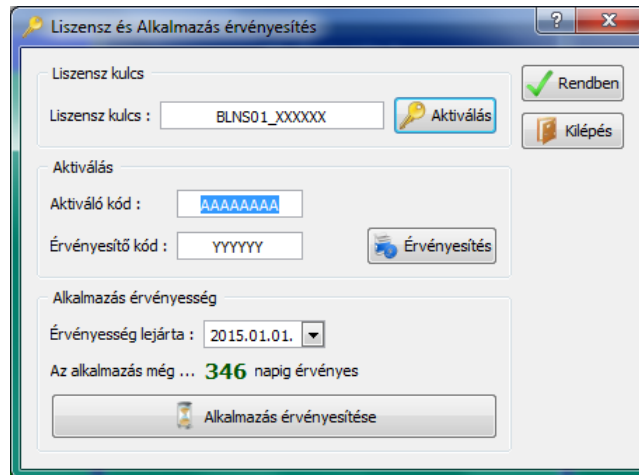 Liszensz és Alkalmazás érvényesítés
?
Liszensz kulcs
Liszensz kulcs : BLNS01_XXXXXX Aktiválás
Rendben
Kilépés
Aktiválás
Aktiváló kód : AAAAAAAA
Érvényesítő kód : YYYYYY Érvényesítés
Alkalmazás érvényesség
Érvényesség lejárta : 2015.01.01.
Az alkalmazás még ... 346 napig érvényes
Alkalmazás érvényesítése